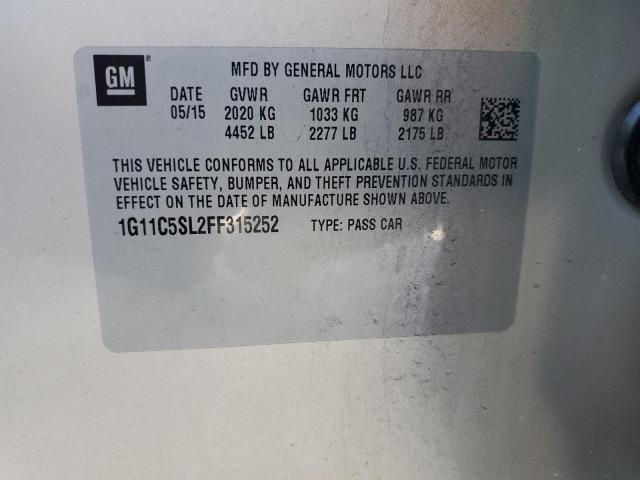 GM
MFD BY GENERAL MOTORS LLC
DATE GVWR GAWR FRT GAWR RR
05/15 2020 KG 1033 KG 987 KG
4452 LB 2277 LB 2175 LB
THIS VEHICLE CONFORMS TO ALL APPLICABLE U.S. FEDERAL MOTOR
VEHICLE SAFETY, BUMPER, AND THEFT PREVENTION STANDARDS IN
EFFECT ON THE DATE OF MANUFACTURE SHOWN ABOVE.
1G11C5SL2FF315252 TYPE: PASS CAR